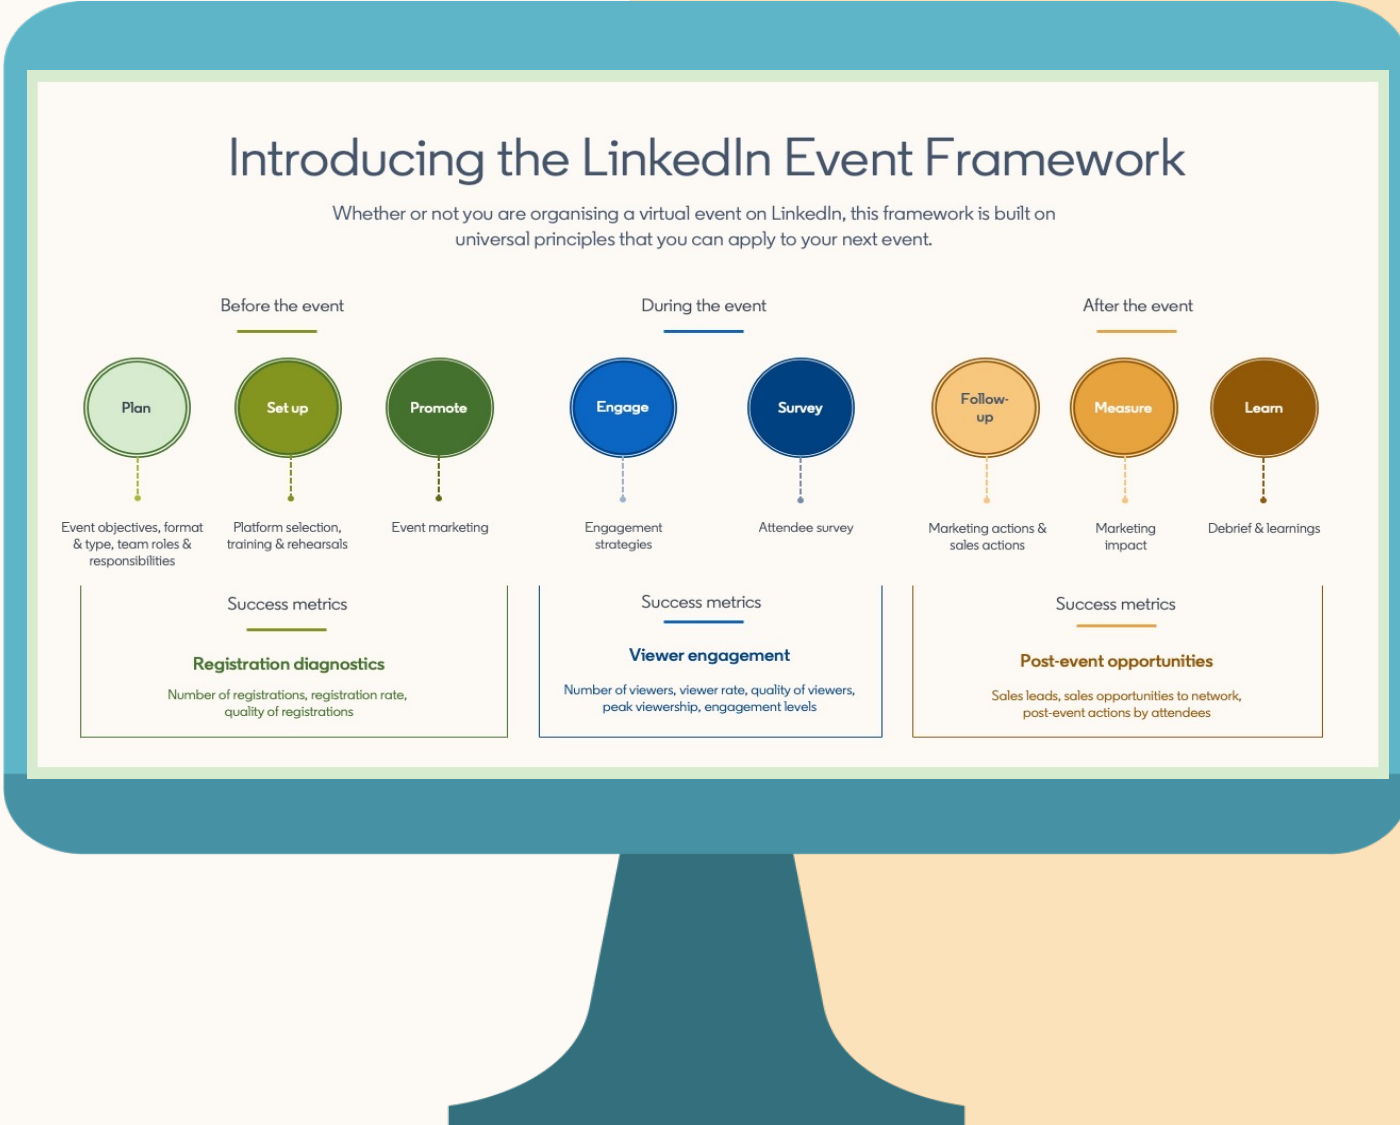 Introducing the LinkedIn Event Framework
Whether or not you are organising a virtual event on LinkedIn, this framework is built on
universal principles that you can apply to your next event.
Before the event
Plan
Set up
Promote
Event objectives, format
& type, team roles &
responsibilities
Platform selection,
training & rehearsals
Event marketing
Success metrics
Registration diagnostics
Number of registrations, registration rate,
quality of registrations
During the event
Engage
Survey
Engagement
strategies
Attendee survey
Success metrics
Viewer engagement
Number of viewers, viewer rate, quality of viewers,
peak viewership, engagement levels
After the event
Follow-
up
Measure
Learn
Marketing actions &
sales actions
Marketing
impact
Debrief & learnings
Success metrics
Post-event opportunities
Sales leads, sales opportunities to network,
post-event actions by attendees